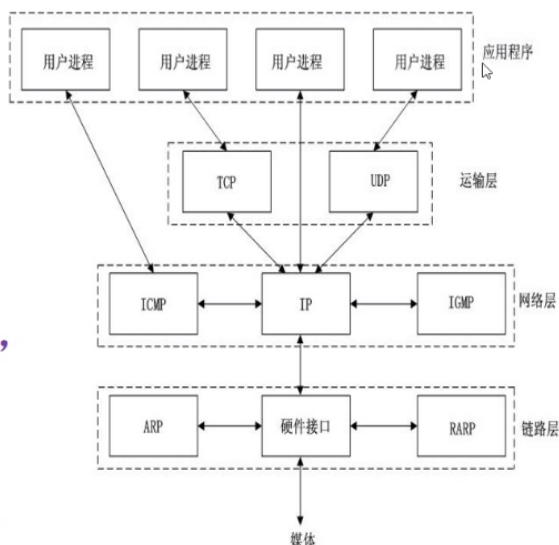 用户进程 用户进程 用户进程 用户进程 应用程序
TCP UDP 运输层
ICMP IP IGMP 网络层
，
ARP 硬件接口 RARP 链路层
媒体